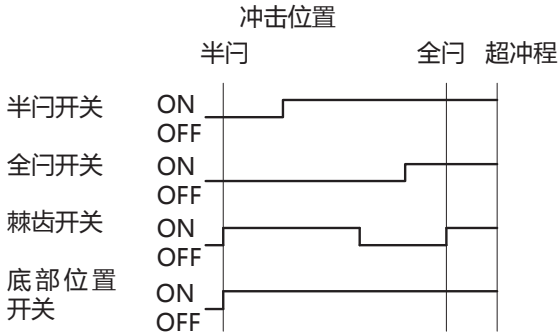 冲击位置
半闩 全闩 超冲程
半闩开关 ON
OFF
全闩开关 ON
OFF
棘齿开关 ON
OFF
底部位置
开关 ON
OFF